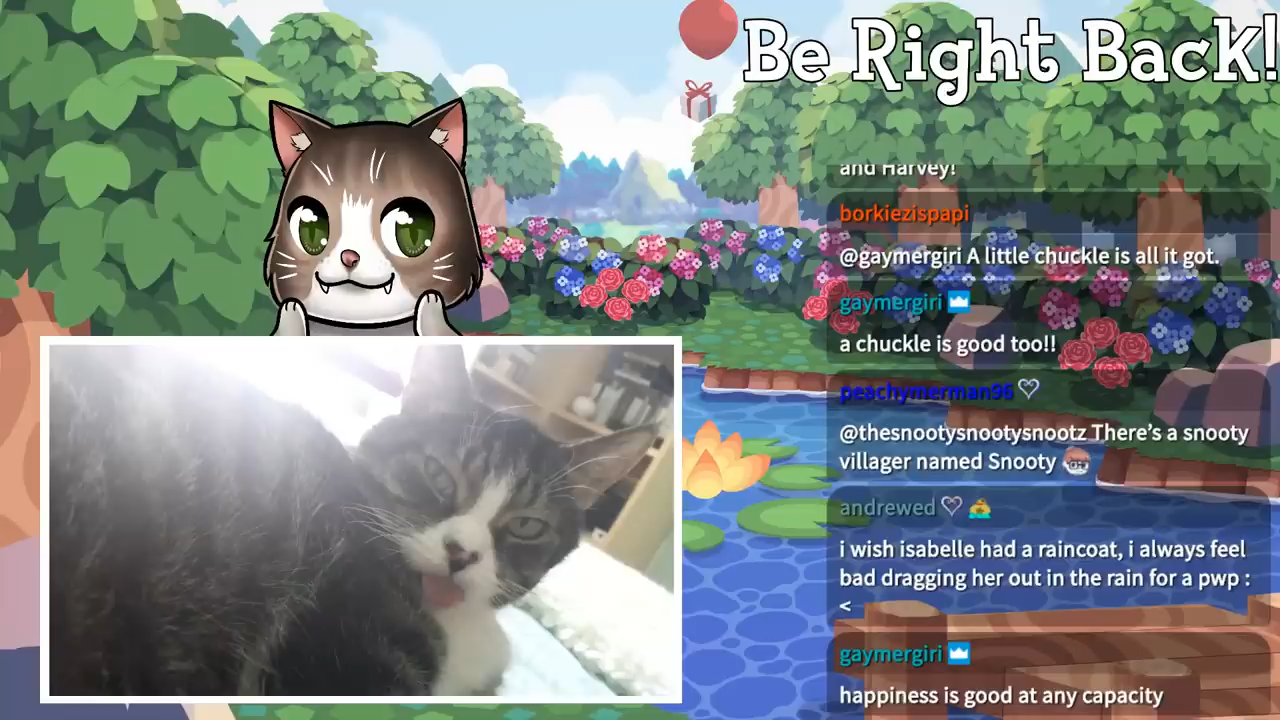 Be Right Back!
and Harvey!
borkiezispapi
@gaymergiri A little chuckle is all it got.
gaymergiri
a chuckle is good too!!
peachymerman96
@thesnootysnootysnootz There's a snooty
villager named Snooty
andrewed
i wish isabelle had a raincoat, i always feel
bad dragging her out in the rain for a pwp :
<
gaymergiri
happiness is good at any capacity